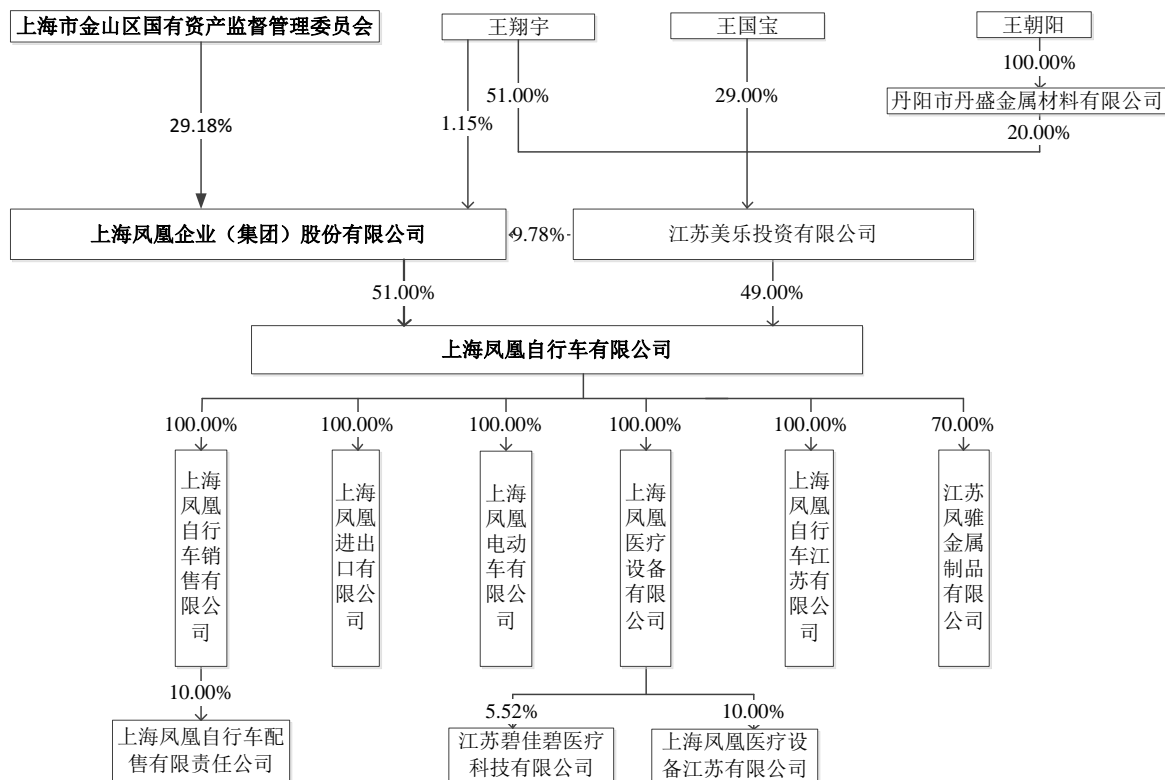 上海市金山区国有资产监督管理委员会
王翔宇
王国宝
王朝阳
100.00%
丹阳市丹盛金属材料有限公司
51.00%
29.00%
20.00%
29.18%
1.15%
上海凤凰企业（集团）股份有限公司
9.78%
江苏美乐投资有限公司
51.00%
49.00%
上海凤凰自行车有限公司
100.00%
100.00%
100.00%
100.00%
100.00%
70.00%
上海
凤凰
自行
车销
售有
限公
司
上海
凤凰
进出
口有
限公
司
上海
凤凰
电动
车有
限公
司
上海
凤凰
医疗
设备
有限
公司
上海
凤凰
自行
车江
苏有
限公
司
江苏
凤骓
金属
制品
有限
公司
10.00%
5.52%
10.00%
上海凤凰自行车配
售有限责任公司
江苏碧佳碧医疗
科技有限公司
上海凤凰医疗设
备江苏有限公司